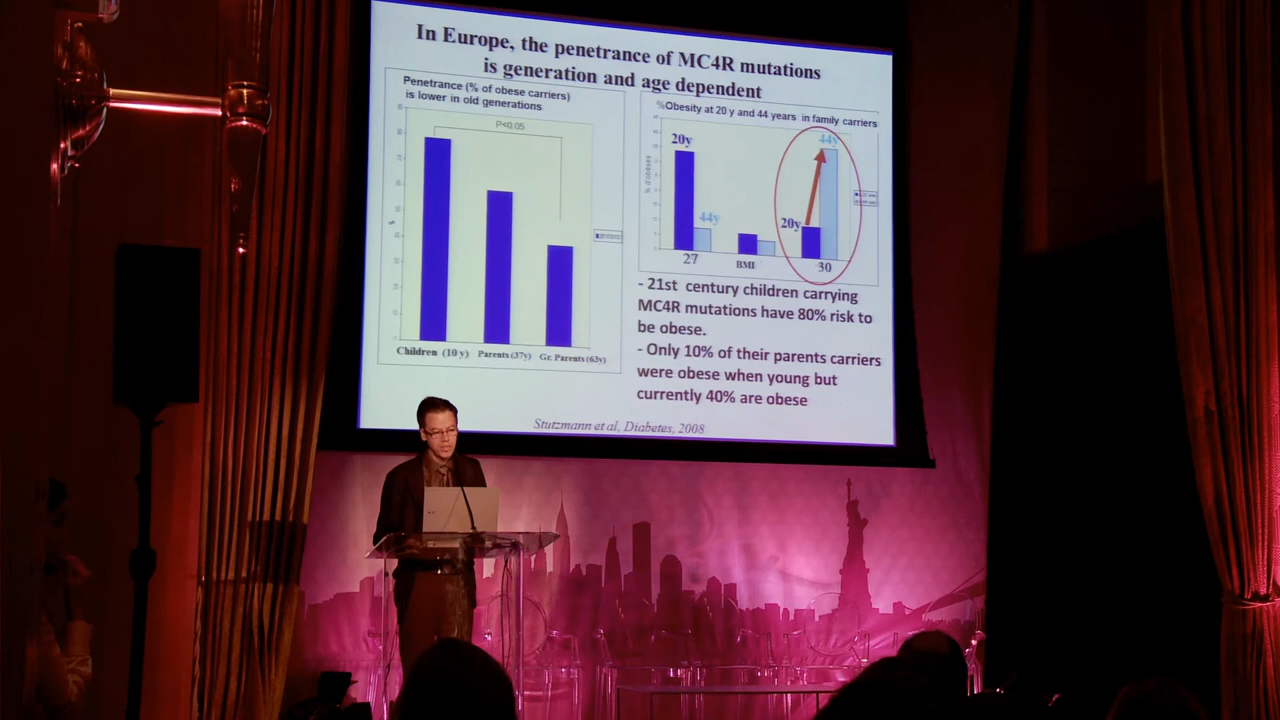 In Europe, the penetrance of MC4R mutations
is generation and age dependent
Penetrance (% of obese carriers)
is lower in old generations
P<0.05
%
Children (10 y) Parents (37y) Gr. Parents (63y)
%Obesity at 20 y and 44 years in family carriers
20y
44y
20y
44y
27
BMI
30
- 21st century children carrying
MC4R mutations have 80% risk to
be obese.
- Only 10% of their parents carriers
were obese when young but
currently 40% are obese
Stutzmann et al, Diabetes, 2008